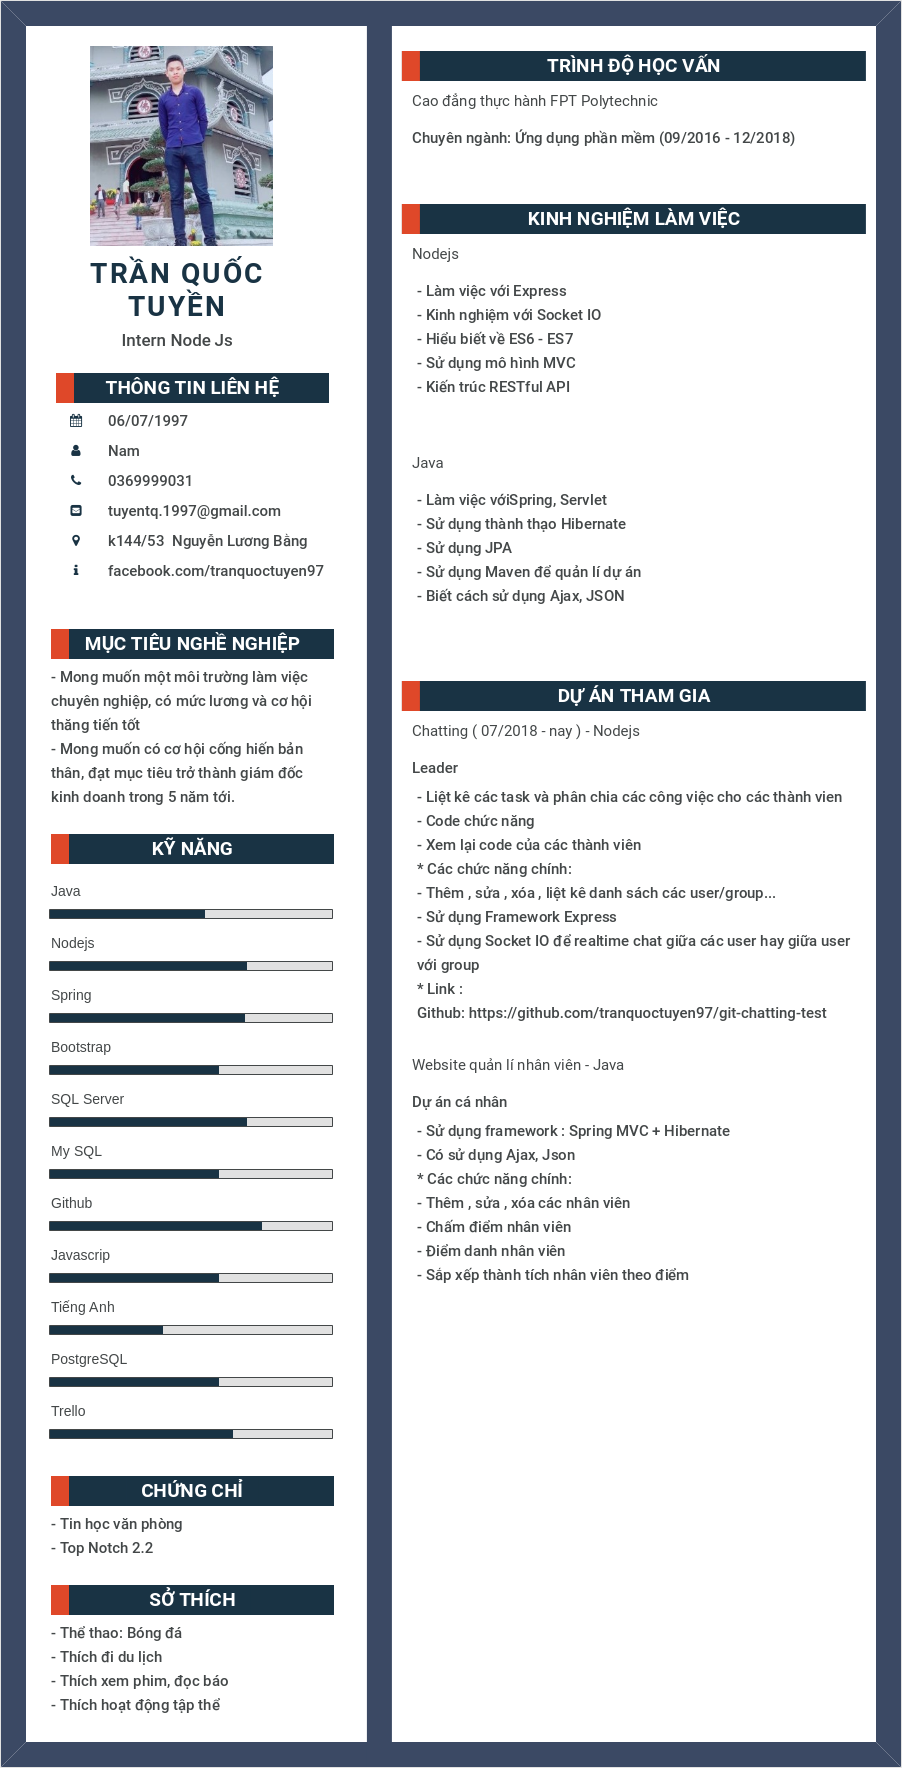 TRẦN QUỐC
TUYỀN
Intern Node Js
THÔNG TIN LIÊN HỆ
06/07/1997
Nam
0369999031
tuyentq.1997@gmail.com
k144/53  Nguyễn Lương Bằng
facebook.com/tranquoctuyen97
MỤC TIÊU NGHỀ NGHIỆP
- Mong muốn một môi trường làm việc
chuyên nghiệp, có mức lương và cơ hội
thăng tiến tốt
- Mong muốn có cơ hội cống hiến bản
thân, đạt mục tiêu trở thành giám đốc
kinh doanh trong 5 năm tới.
KỸ NĂNG
Java
Nodejs
Spring
Bootstrap
SQL Server
My SQL
Github
Javascrip
Tiếng Anh
PostgreSQL
Trello
CHỨNG CHỈ
- Tin học văn phòng
- Top Notch 2.2
SỞ THÍCH
- Thể thao: Bóng đá
- Thích đi du lịch
- Thích xem phim, đọc báo
- Thích hoạt động tập thể
TRÌNH ĐỘ HỌC VẤN
Cao đẳng thực hành FPT Polytechnic
Chuyên ngành: Ứng dụng phần mềm (09/2016 - 12/2018)
KINH NGHIỆM LÀM VIỆC
Nodejs
- Làm việc với Express
- Kinh nghiệm với Socket IO
- Hiểu biết về ES6 - ES7
- Sử dụng mô hình MVC
- Kiến trúc RESTful API
Java
- Làm việc vớiSpring, Servlet
- Sử dụng thành thạo Hibernate
- Sử dụng JPA
- Sử dụng Maven để quản lí dự án
- Biết cách sử dụng Ajax, JSON
DỰ ÁN THAM GIA
Chatting ( 07/2018 - nay ) - Nodejs
Leader
- Liệt kê các task và phân chia các công việc cho các thành vien
- Code chức năng
- Xem lại code của các thành viên
* Các chức năng chính:
- Thêm , sửa , xóa , liệt kê danh sách các user/group...
- Sử dụng Framework Express
- Sử dụng Socket IO để realtime chat giữa các user hay giữa user
với group
* Link :
Github: https://github.com/tranquoctuyen97/git-chatting-test
Website quản lí nhân viên - Java
Dự án cá nhân
- Sử dụng framework : Spring MVC + Hibernate
- Có sử dụng Ajax, Json
* Các chức năng chính:
- Thêm , sửa , xóa các nhân viên
- Chấm điểm nhân viên
- Điểm danh nhân viên
- Sắp xếp thành tích nhân viên theo điểm